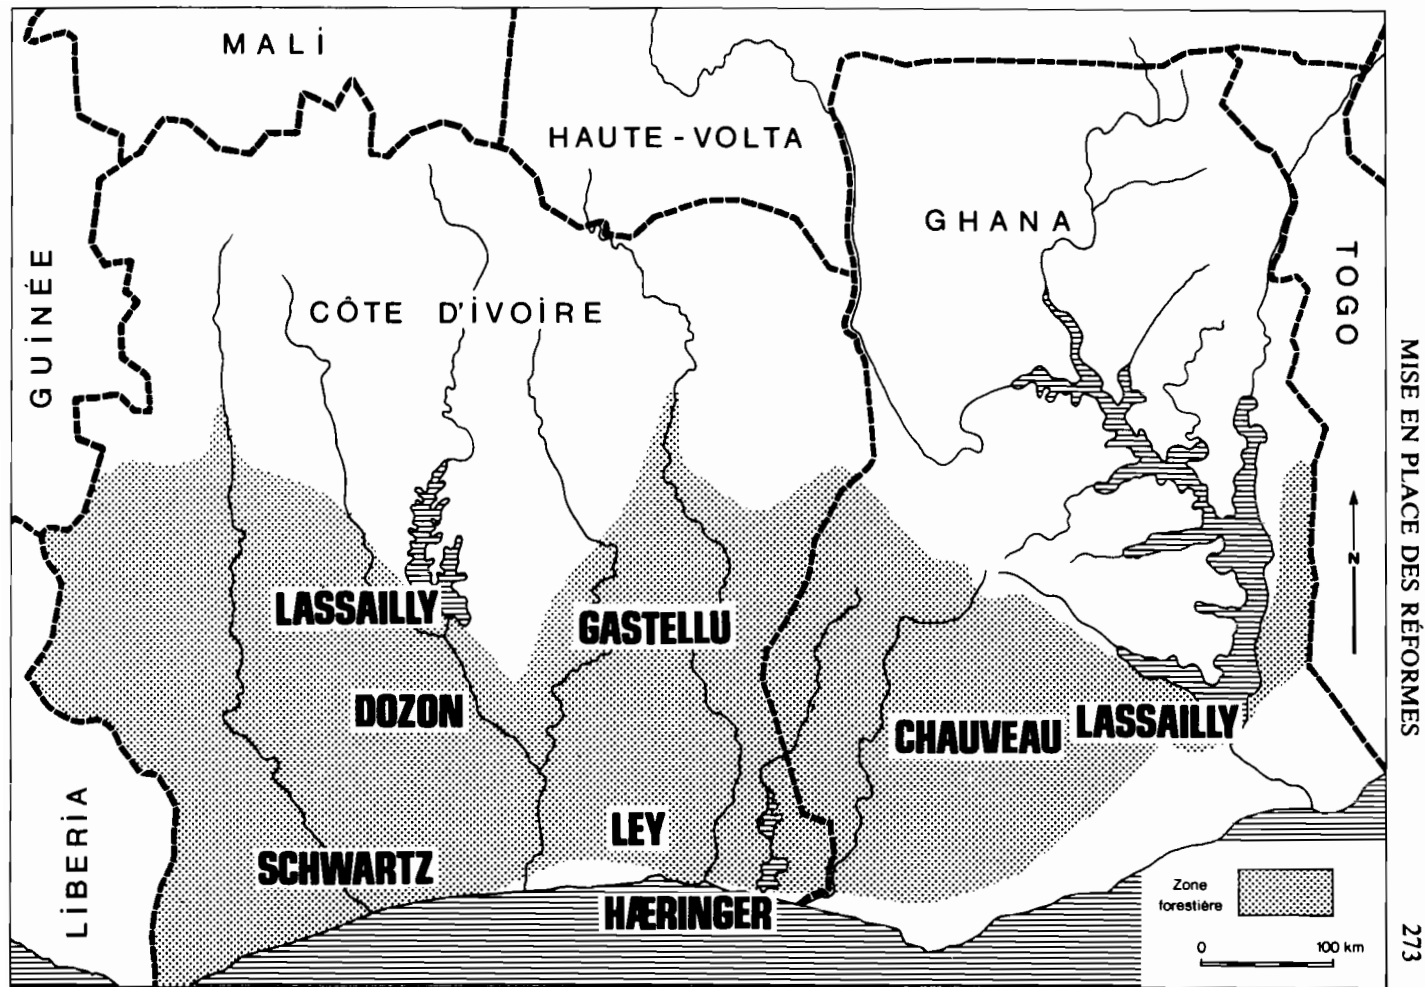 MALI
HAUTE-VOLTA
GHANA
GUINÉE
TOGO
CÔTE D'IVOIRE
LASSAILLY
GASTELLU
DOZON
CHAUVEAU
LASSAILLY
LIBERIA
LEY
SCHWARTZ
HÆRINGER
N
Zone
forestière
0 100 km
MISE EN PLACE DES RÉFORMES
273